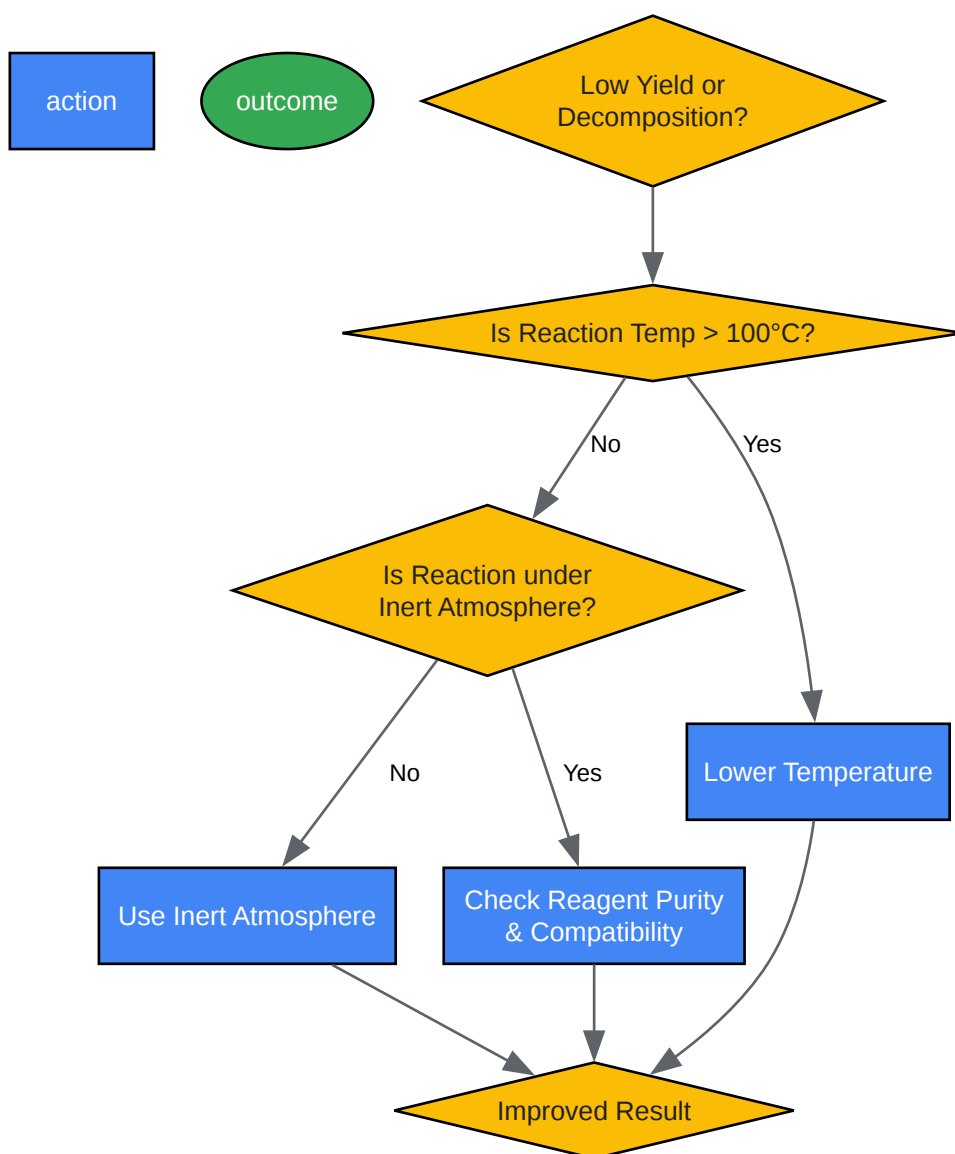 action
outcome
Low Yield or
Decomposition?
Is Reaction Temp > 100°C?
No
Yes
Is Reaction under
Inert Atmosphere?
No
Yes
Lower Temperature
Use Inert Atmosphere
Check Reagent Purity
& Compatibility
Improved Result